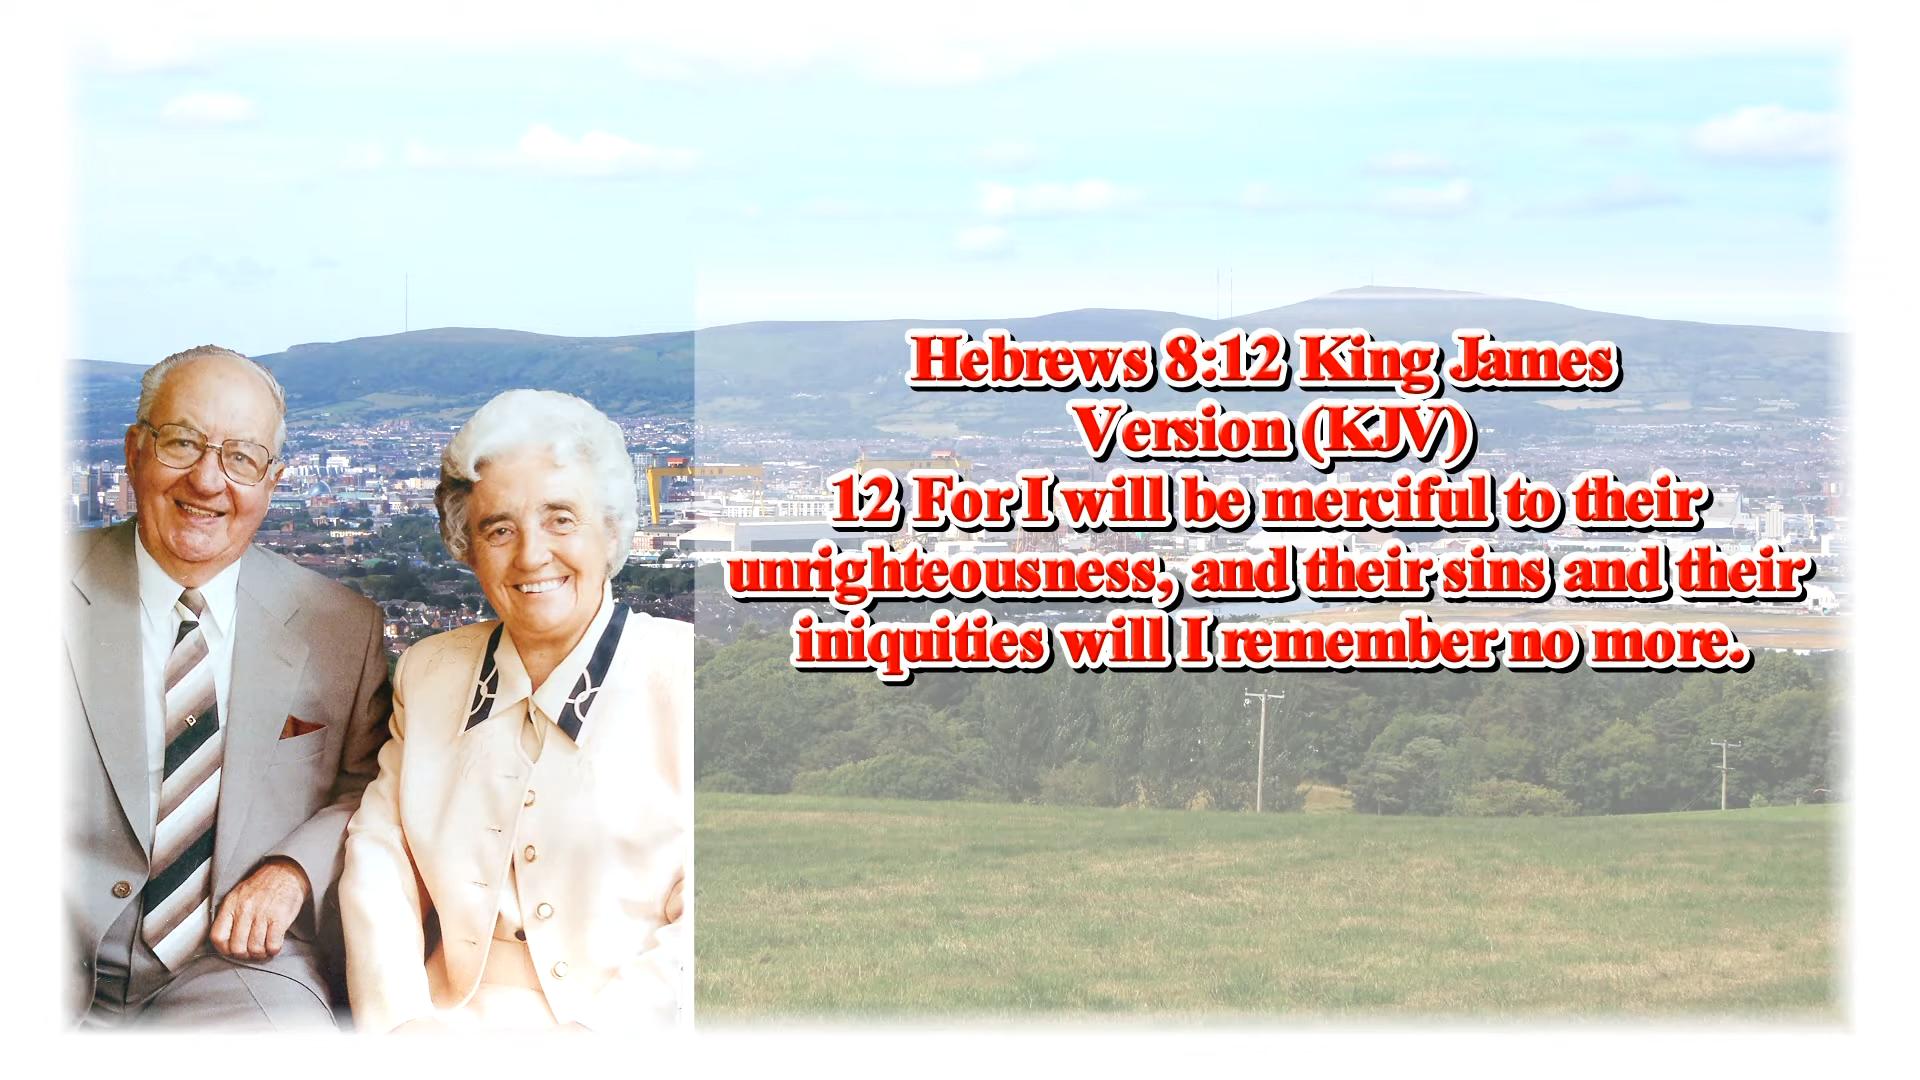 Hebrews 8:12 King James
Version (KJV)
12 For I will be merciful to their
unrighteousness, and their sins and their
iniquities will I remember no more.